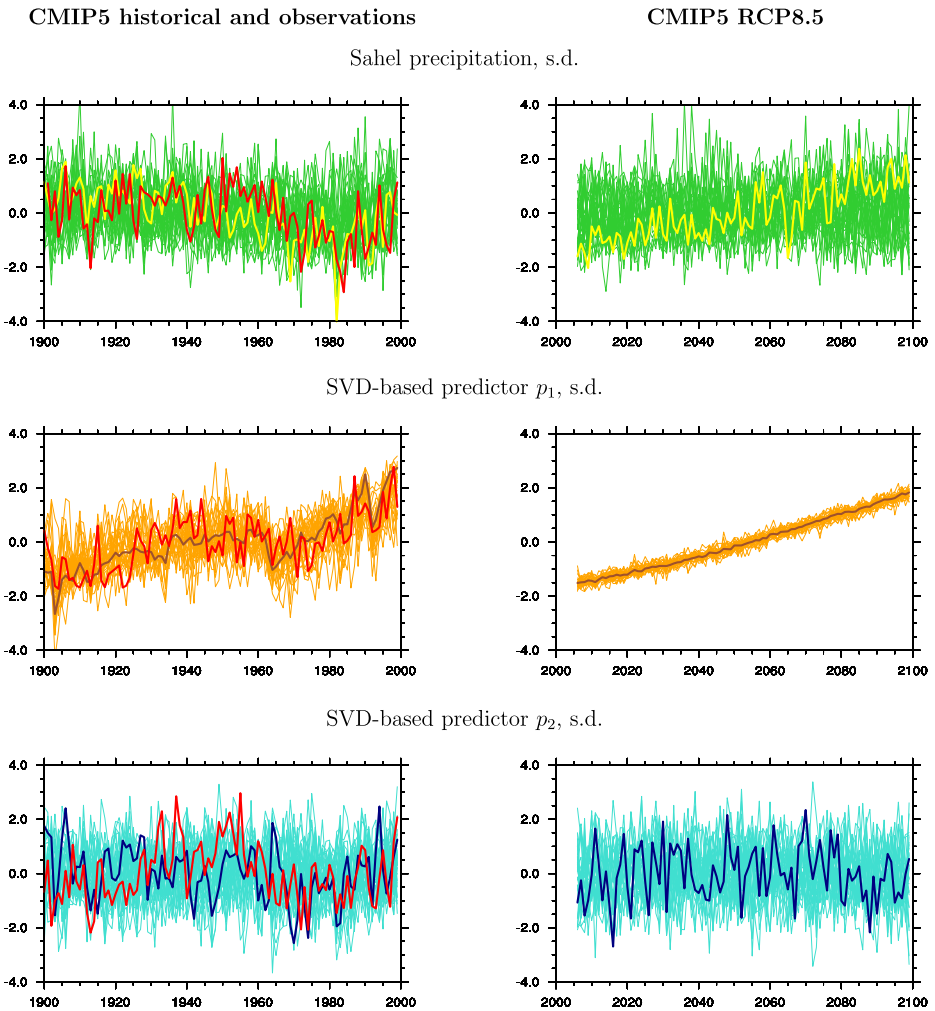 CMIP5 historical and observations CMIP5 RCP8.5
Sahel precipitation, s.d.
4.0 4.0
2.0 2.0
0.0 0.0
-2.0 -2.0
-4.0 -4.0
1900 1920 1940 1960 1980 2000 2000 2020 2040 2060 2080 2100
SVD-based predictor p₁, s.d.
4.0 4.0
2.0 2.0
0.0 0.0
-2.0 -2.0
-4.0 -4.0
1900 1920 1940 1960 1980 2000 2000 2020 2040 2060 2080 2100
SVD-based predictor p₂, s.d.
4.0 4.0
2.0 2.0
0.0 0.0
-2.0 -2.0
-4.0 -4.0
1900 1920 1940 1960 1980 2000 2000 2020 2040 2060 2080 2100